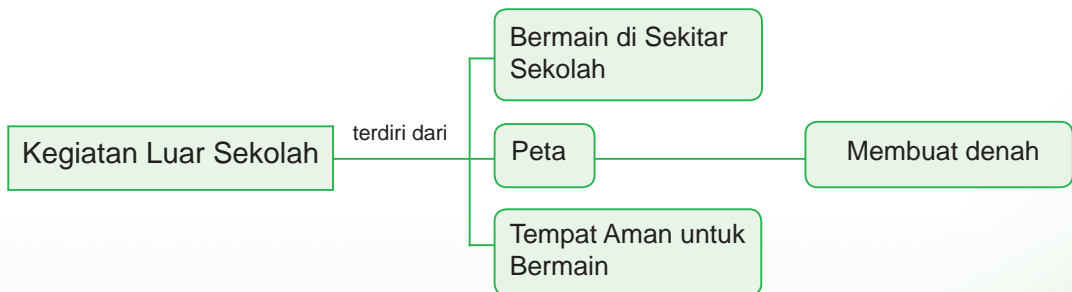 Kegiatan Luar Sekolah
terdiri dari
Bermain di Sekitar
Sekolah
Peta
Membuat denah
Tempat Aman untuk
Bermain